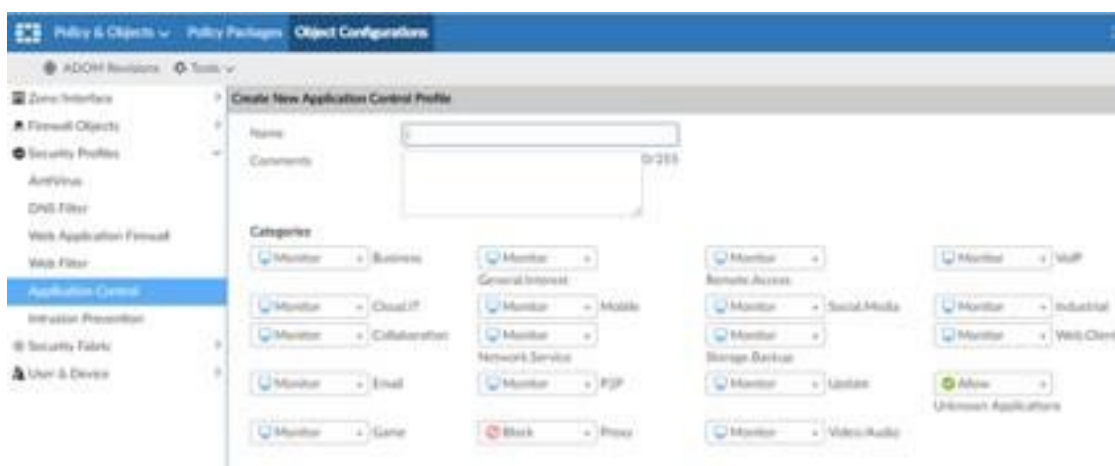 Policy & Objects Policy Packages Object Configurations
ADOM Revisions Tools
Zone/Interface
Create New Application Control Profile
Firewall Objects
Name
Security Profiles
Comments
0/255
AntiVirus
DNS Filter
Web Application Firewall
Categories
Web Filter
Monitor Business Monitor Monitor Monitor VoIP
General.Interest Remote.Access
Application Control
Monitor Cloud.IT Monitor Mobile Monitor Social.Media Monitor Industrial
Intrusion Prevention
Monitor Collaboration Monitor Monitor Monitor Web.Client
Security Fabric
Network.Service Storage.Backup
User & Device
Monitor Email Monitor P2P Monitor Update Allow
Unknown Applications
Monitor Game Block Proxy Monitor Video/Audio